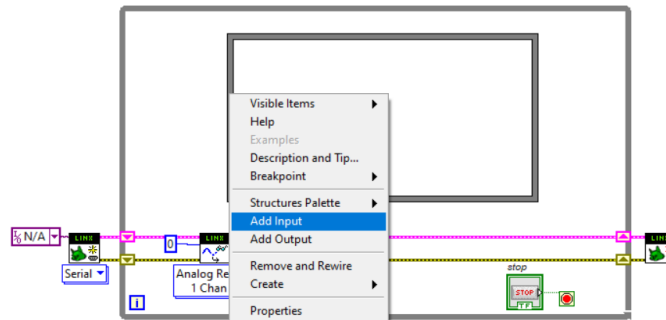 Visible Items
Help
Examples
Description and Tip...
Breakpoint
Structures Palette
Add Input
Add Output
Remove and Rewire
Create
Properties
N/A
LINX
Serial
0
LINX
Analog Re
1 Chan
i
stop
STOP
TF
LINX